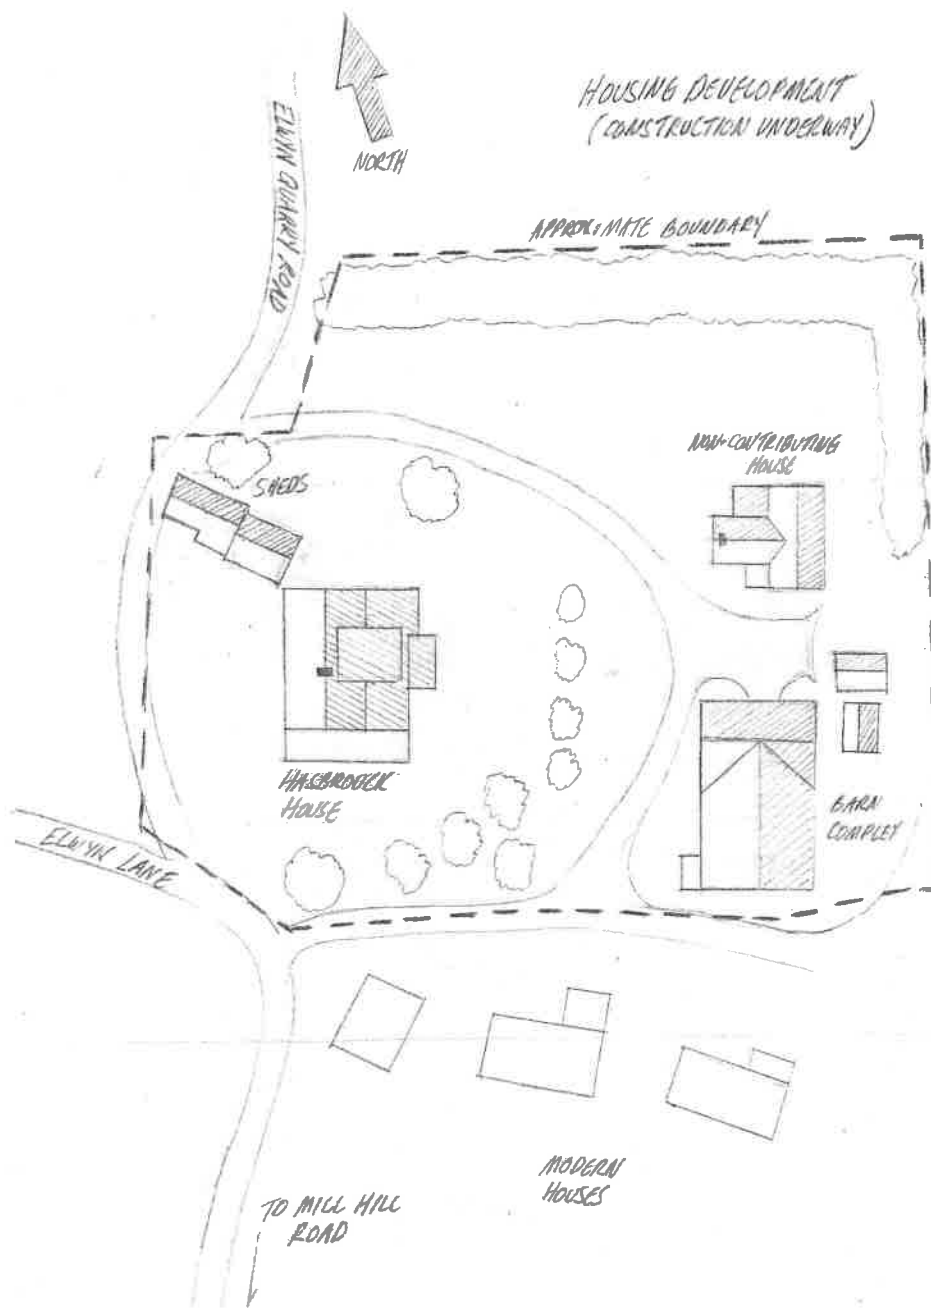 HOUSING DEVELOPMENT
(CONSTRUCTION UNDERWAY)
NORTH
ELWYN QUARRY ROAD
APPROXIMATE BOUNDARY
NON-CONTRIBUTING
HOUSE
SHEDS
HASBROUCK
HOUSE
BARN
COMPLEX
ELWYN LANE
MODERN
HOUSES
TO MILL HILL
ROAD